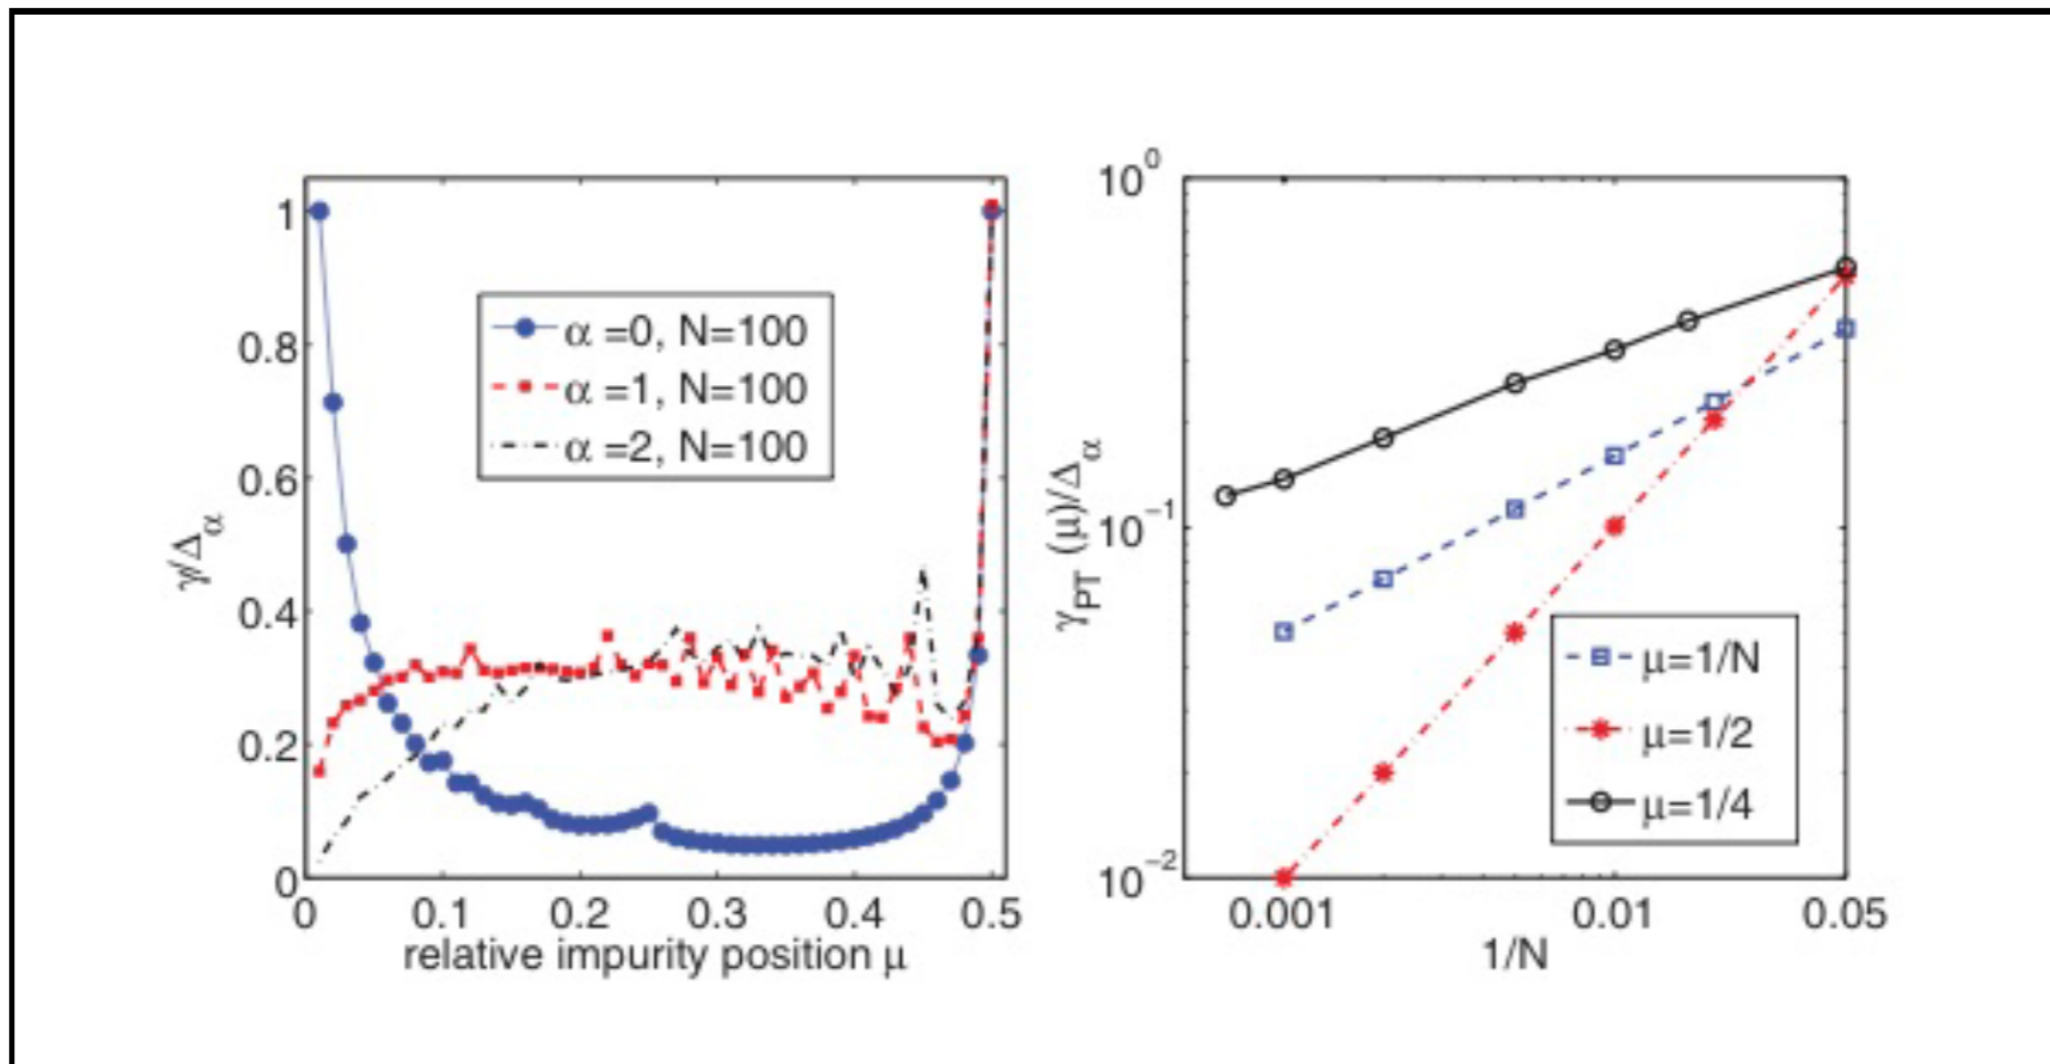 1
0.8
0.6
0.4
0.2
0
γ/Δα
α =0, N=100
α =1, N=100
α =2, N=100
0 0.1 0.2 0.3 0.4 0.5
relative impurity position μ
10^0
10^−1
10^−2
γPT (μ)/Δα
μ=1/N
μ=1/2
μ=1/4
0.001 0.01 0.05
1/N